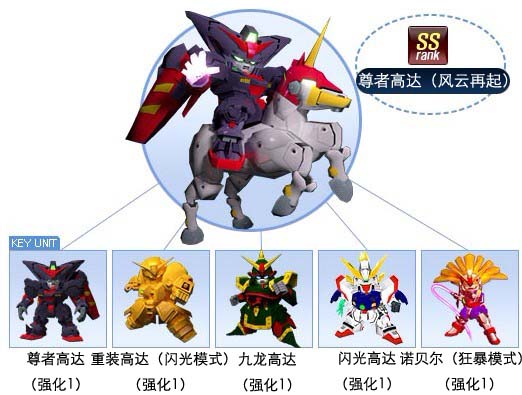 SS
rank
尊者高达（风云再起）
KEY UNIT
尊者高达 重装高达（闪光模式） 九龙高达 闪光高达 诺贝尔（狂暴模式）
（强化1） （强化1） （强化1） （强化1） （强化1）